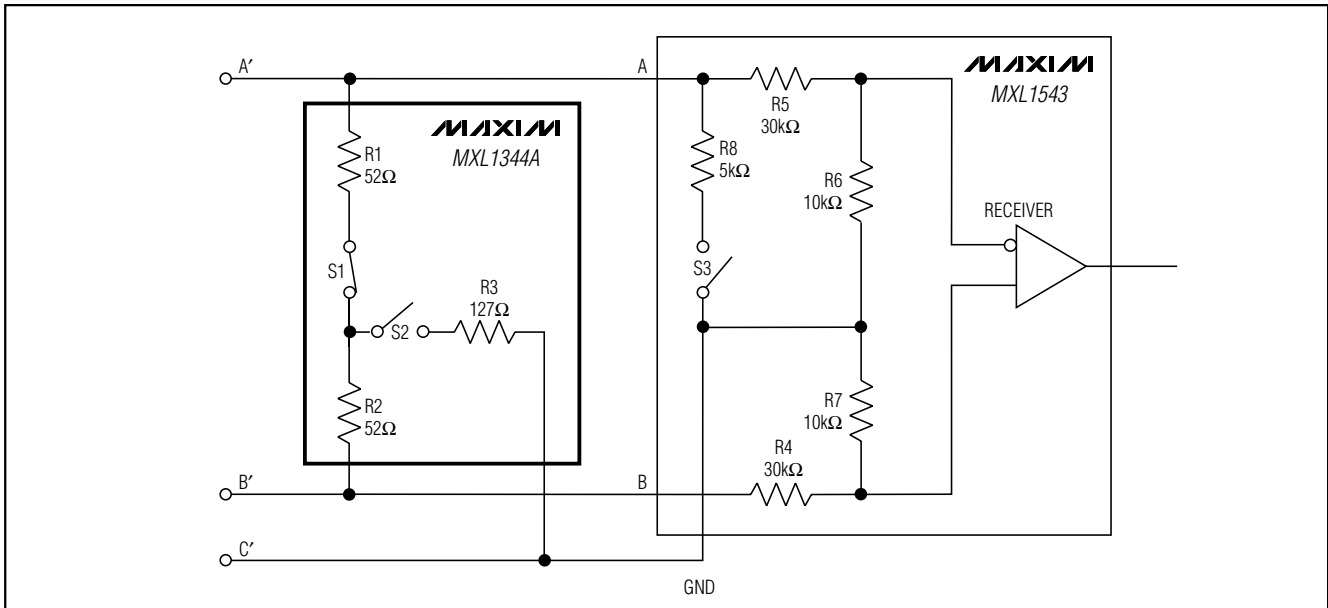 A′
A
MAXIM
MXL1543
R5
30kΩ
MAXIM
MXL1344A
R1
52Ω
R8
5kΩ
R6
10kΩ
RECEIVER
S1
S3
R3
127Ω
S2
R2
52Ω
R7
10kΩ
R4
30kΩ
B′
B
C′
GND